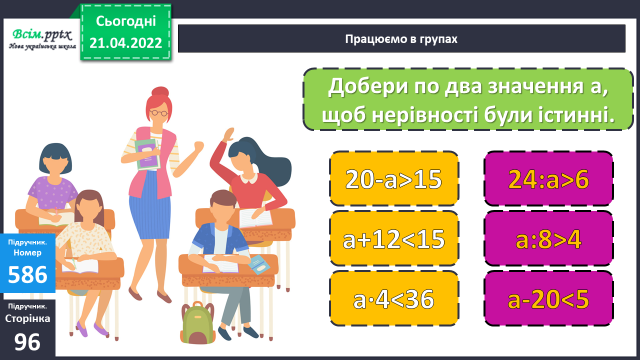 Всім.pptx
Нова українська школа
Сьогодні
21.04.2022
Працюємо в групах
Добери по два значення а,
щоб нерівності були істинні.
20-а>15
24:а>6
а+12<15
а:8>4
а·4<36
а-20<5
Підручник.
Номер
586
Підручник.
Сторінка
96